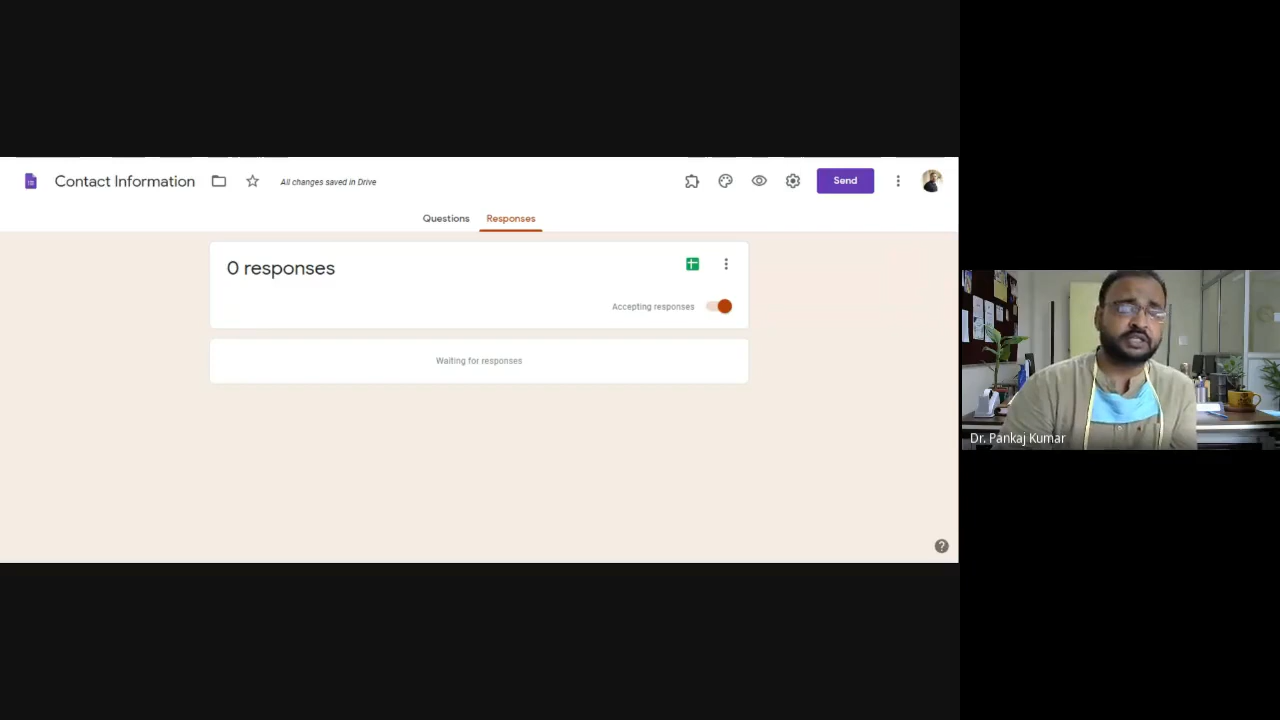 Contact Information
All changes saved in Drive
Send
Questions
Responses
0 responses
Accepting responses
Waiting for responses
Dr. Pankaj Kumar